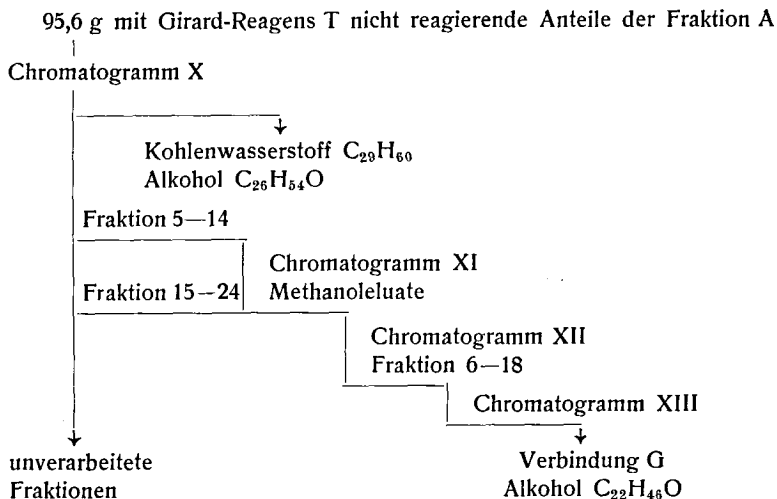 95,6 g mit Girard-Reagens T nicht reagierende Anteile der Fraktion A
Chromatogramm X
Kohlenwasserstoff C₂₉H₆₀
Alkohol C₂₆H₅₄O
Fraktion 5—14
Chromatogramm XI
Fraktion 15—24 Methanoleluate
Chromatogramm XII
Fraktion 6—18
Chromatogramm XIII
unverarbeitete Verbindung G
Fraktionen Alkohol C₂₂H₄₆O